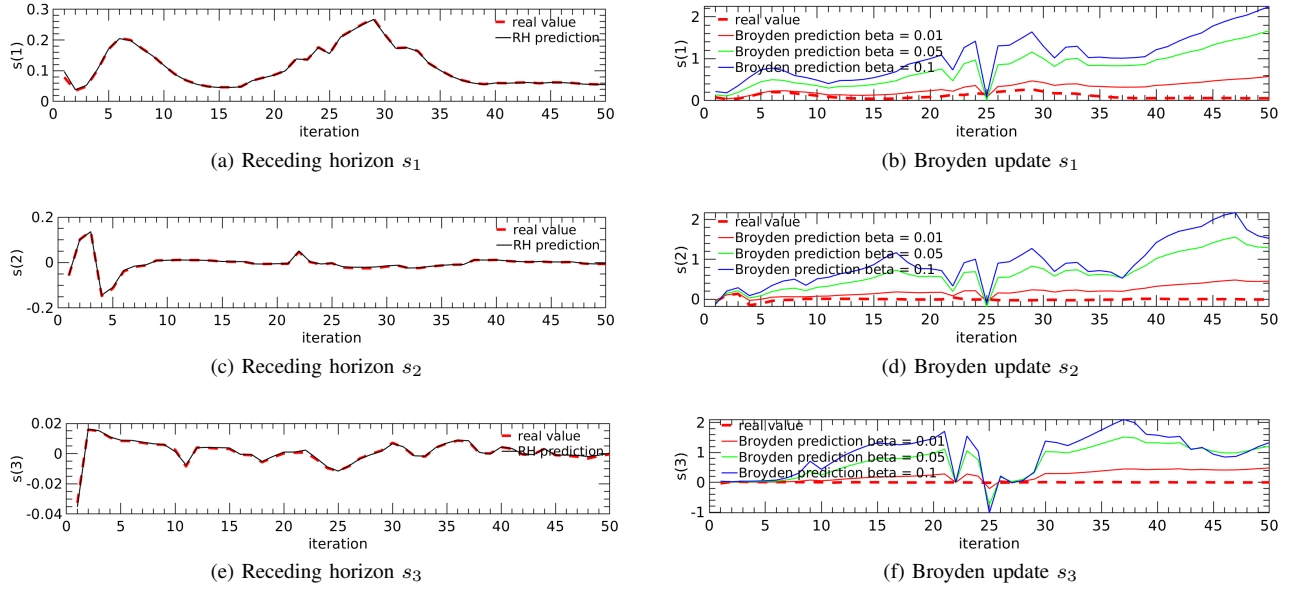 0.3
0.2
0.1
0
s(1)
real value
RH prediction
0 5 10 15 20 25 30 35 40 45 50
iteration
(a) Receding horizon s1
2
1
0
s(1)
real value
Broyden prediction beta = 0.01
Broyden prediction beta = 0.05
Broyden prediction beta = 0.1
0 5 10 15 20 25 30 35 40 45 50
iteration
(b) Broyden update s1
0.2
0
-0.2
s(2)
real value
RH prediction
0 5 10 15 20 25 30 35 40 45 50
iteration
(c) Receding horizon s2
2
1
0
s(2)
real value
Broyden prediction beta = 0.01
Broyden prediction beta = 0.05
Broyden prediction beta = 0.1
0 5 10 15 20 25 30 35 40 45 50
iteration
(d) Broyden update s2
0.02
0
-0.02
-0.04
s(3)
real value
RH prediction
0 5 10 15 20 25 30 35 40 45 50
iteration
(e) Receding horizon s3
2
1
0
-1
s(3)
real value
Broyden prediction beta = 0.01
Broyden prediction beta = 0.05
Broyden prediction beta = 0.1
0 5 10 15 20 25 30 35 40 45 50
iteration
(f) Broyden update s3